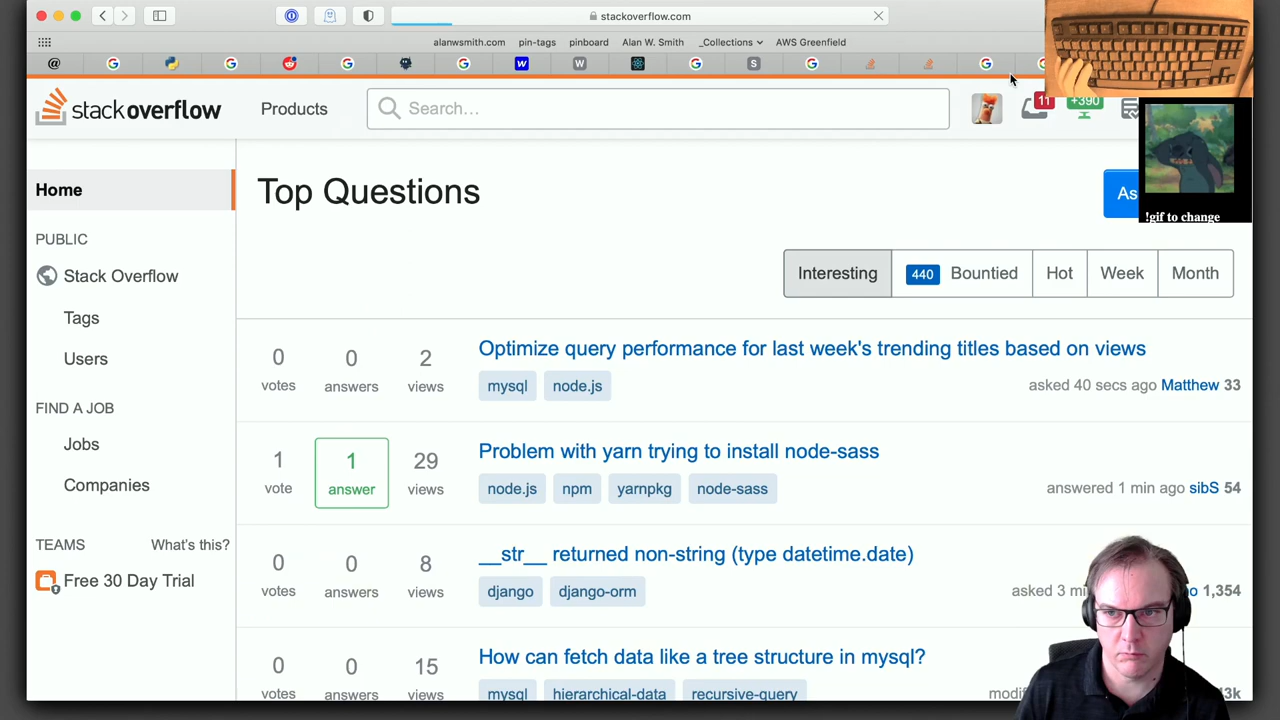 stackoverflow.com
alanwsmith.com pin-tags pinboard Alan W. Smith _Collections AWS Greenfield
stackoverflow Products Search... 11 +390
Home
PUBLIC
Stack Overflow
Tags
Users
FIND A JOB
Jobs
Companies
TEAMS What's this?
Free 30 Day Trial
Top Questions
As
!gif to change
Interesting 440 Bountied Hot Week Month
0 0 2 Optimize query performance for last week's trending titles based on views
votes answers views mysql node.js asked 40 secs ago Matthew 33
1 1 29 Problem with yarn trying to install node-sass
vote answer views node.js npm yarnpkg node-sass answered 1 min ago sibS 54
0 0 8 __str__ returned non-string (type datetime.date)
votes answers views django django-orm asked 3 mi o 1,354
0 0 15 How can fetch data like a tree structure in mysql?
votes answers views mysql hierarchical-data recursive-query modi 3k